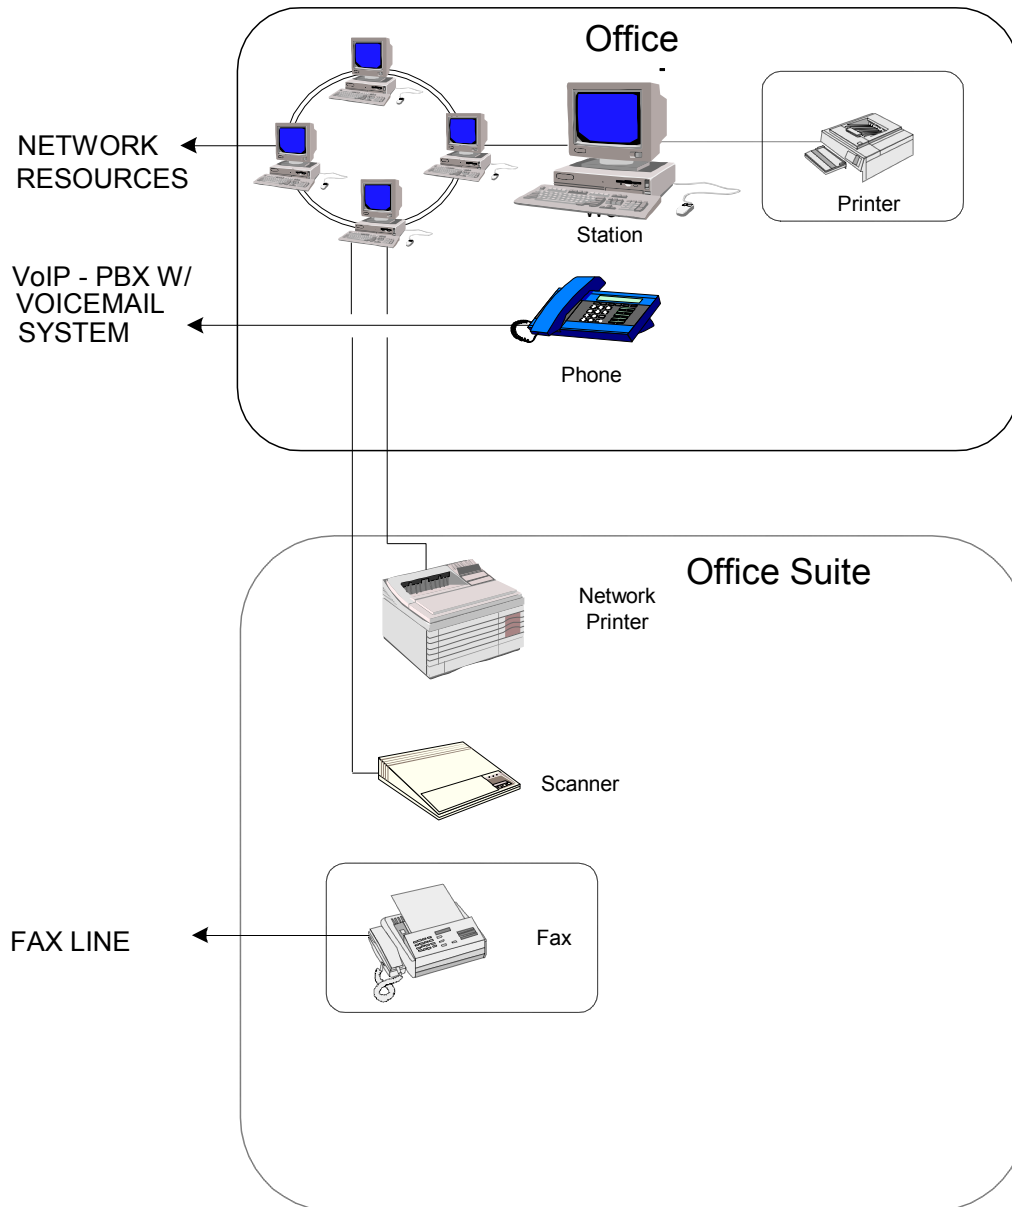 Office
NETWORK
RESOURCES
Printer
Station
VoIP - PBX W/
VOICEMAIL
SYSTEM
Phone
Office Suite
Network
Printer
Scanner
FAX LINE
Fax